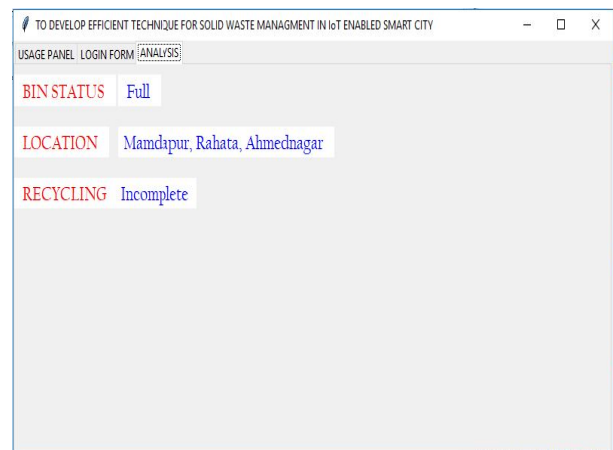 TO DEVELOP EFFICIENT TECHNIQUE FOR SOLID WASTE MANAGMENT IN IoT ENABLED SMART CITY
USAGE PANEL LOGIN FORM ANALYSIS
BIN STATUS Full
LOCATION Mamdapur, Rahata, Ahmednagar
RECYCLING Incomplete